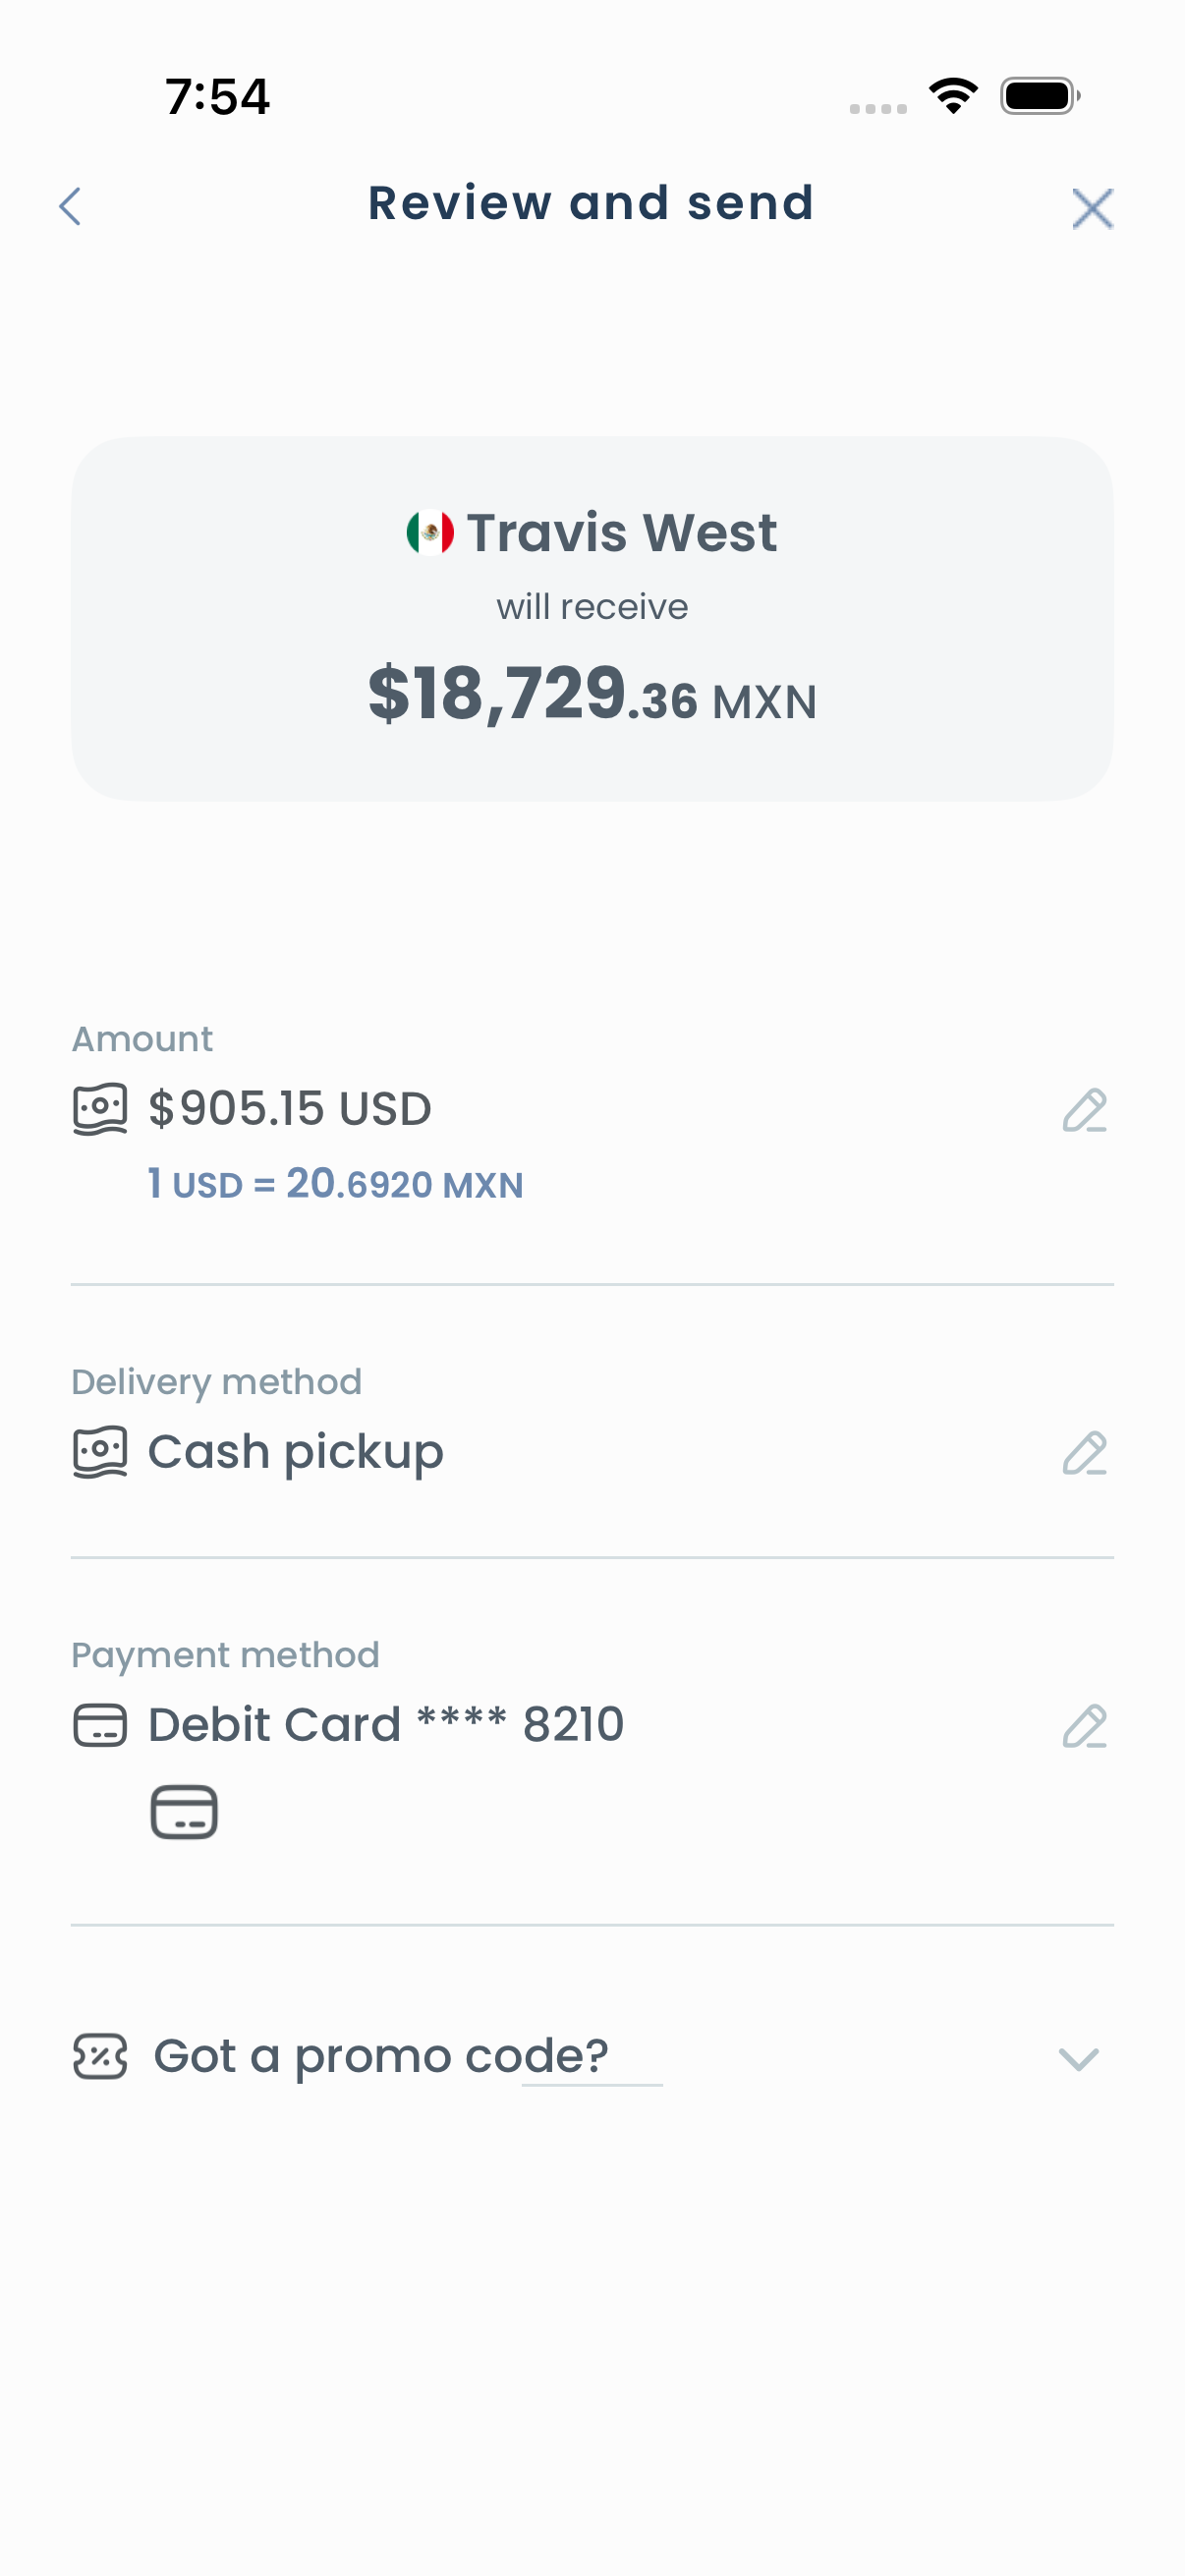 7:54
Review and send
Travis West
will receive
$18,729.36 MXN
Amount
$905.15 USD
1 USD = 20.6920 MXN
Delivery method
Cash pickup
Payment method
Debit Card **** 8210
Got a promo code?